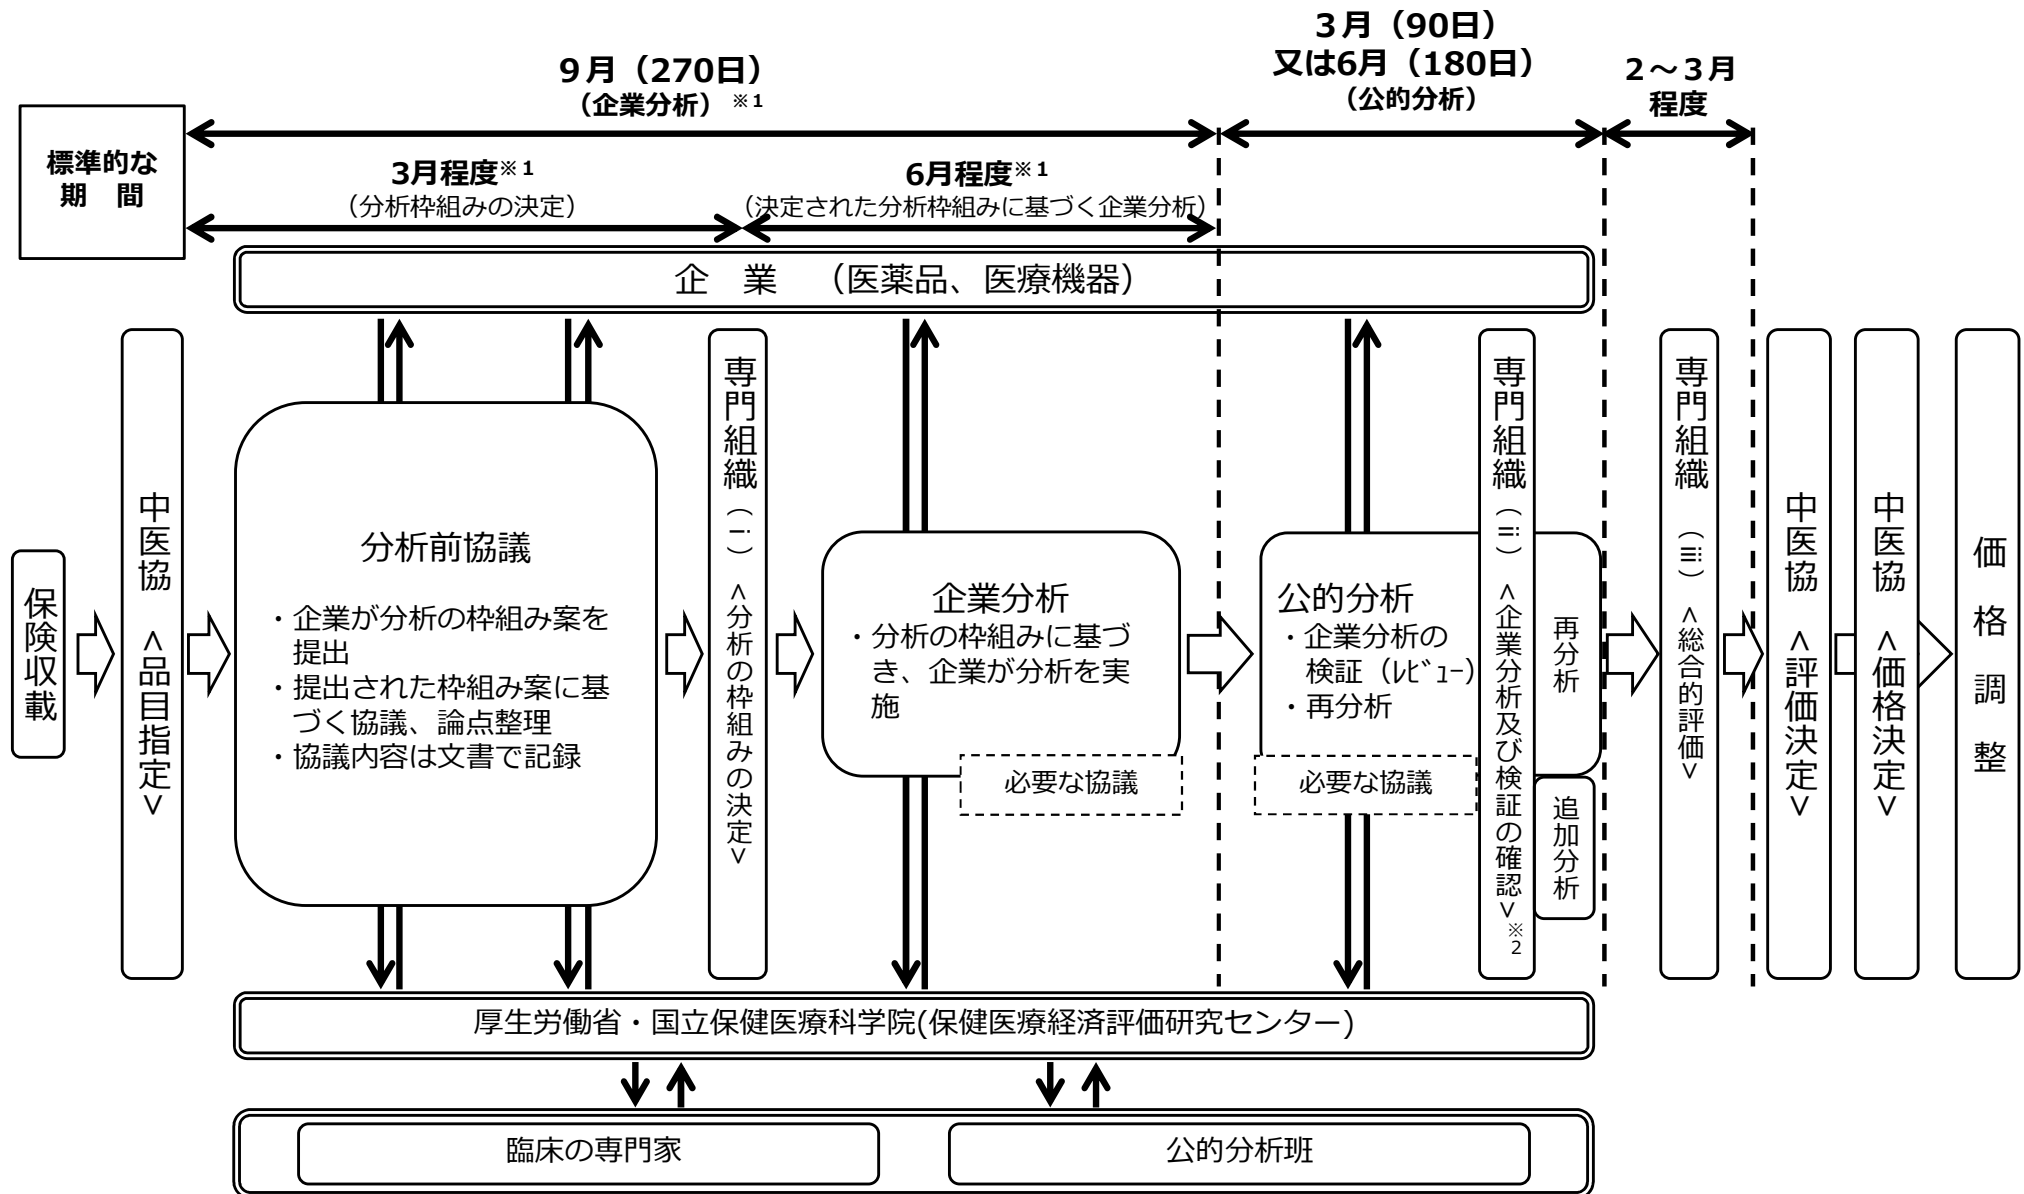 標準的な
期　間
９月（270日）
（企業分析）※１
３月（90日）
又は6月（180日）
（公的分析）
２～３月
程度
3月程度※１
（分析枠組みの決定）
6月程度※１
（決定された分析枠組みに基づく企業分析）
企　業　（医薬品、医療機器）
保険収載
中医協　＜品目指定＞
分析前協議
・企業が分析の枠組み案を
提出
・提出された枠組み案に基
づく協議、論点整理
・協議内容は文書で記録
専門組織（ⅰ）＜分析の枠組みの決定＞
企業分析
・分析の枠組みに基づ
き、企業が分析を実
施
必要な協議
公的分析
・企業分析の
検証（ﾚﾋﾞｭｰ）
・再分析
必要な協議
専門組織（ⅱ）＜企業分析及び検証の確認＞※２
再分析
追加分析
専門組織　（ⅲ）＜総合的評価＞
中医協　＜評価決定＞
中医協　＜価格決定＞
価格調整
厚生労働省・国立保健医療科学院(保健医療経済評価研究センター)
臨床の専門家
公的分析班